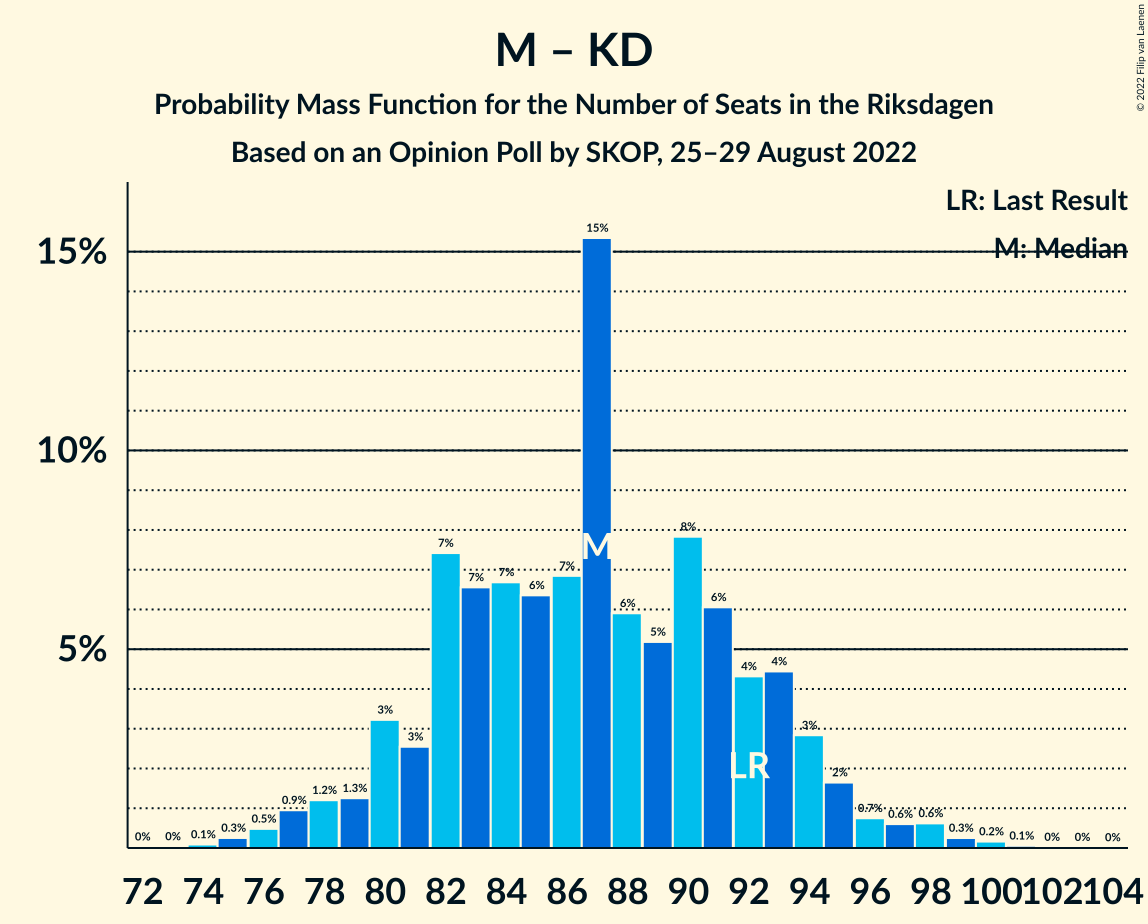 M – KD
Probability Mass Function for the Number of Seats in the Riksdagen
Based on an Opinion Poll by SKOP, 25–29 August 2022
© 2022 Filip van Laenen
LR: Last Result
M: Median
15%
10%
5%
0% 0% 0.1% 0.3% 0.5% 0.9% 1.2% 1.3% 3% 3% 7% 7% 7% 6% 7% 15% 6% 5% 8% 6% 4% 4% 3% 2% 0.7% 0.6% 0.6% 0.3% 0.2% 0.1% 0% 0% 0%
M
LR
72 74 76 78 80 82 84 86 88 90 92 94 96 98 100 102 104